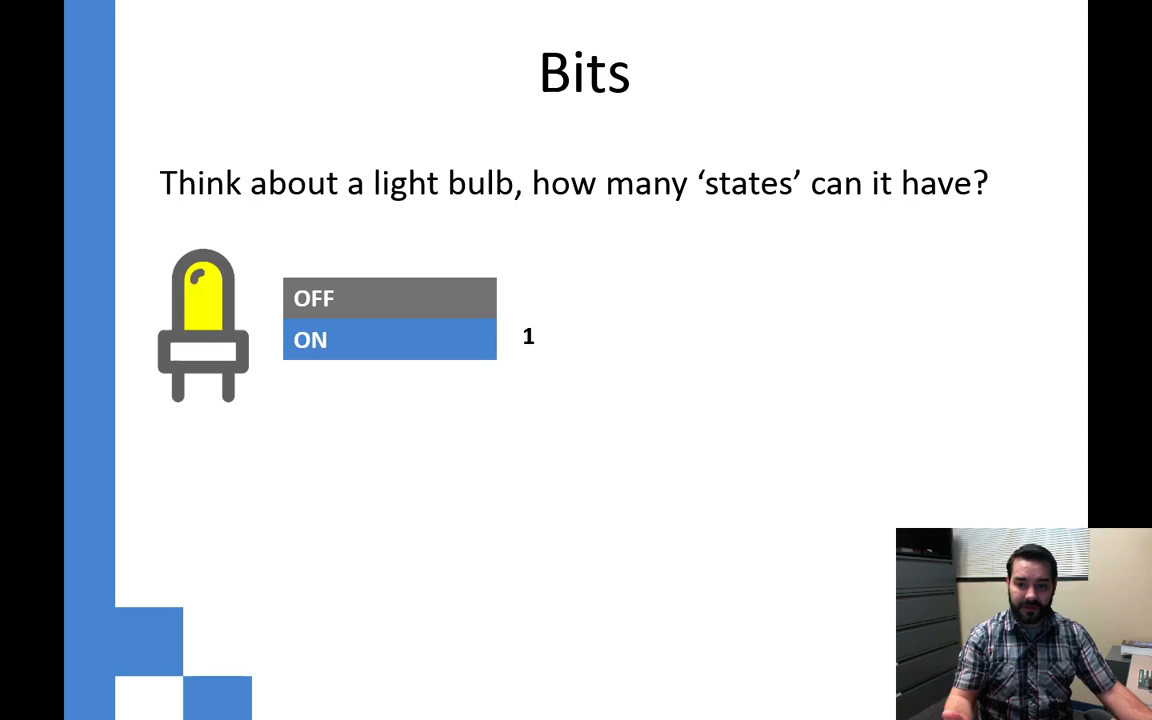 Bits
Think about a light bulb, how many ‘states’ can it have?
OFF
ON
1